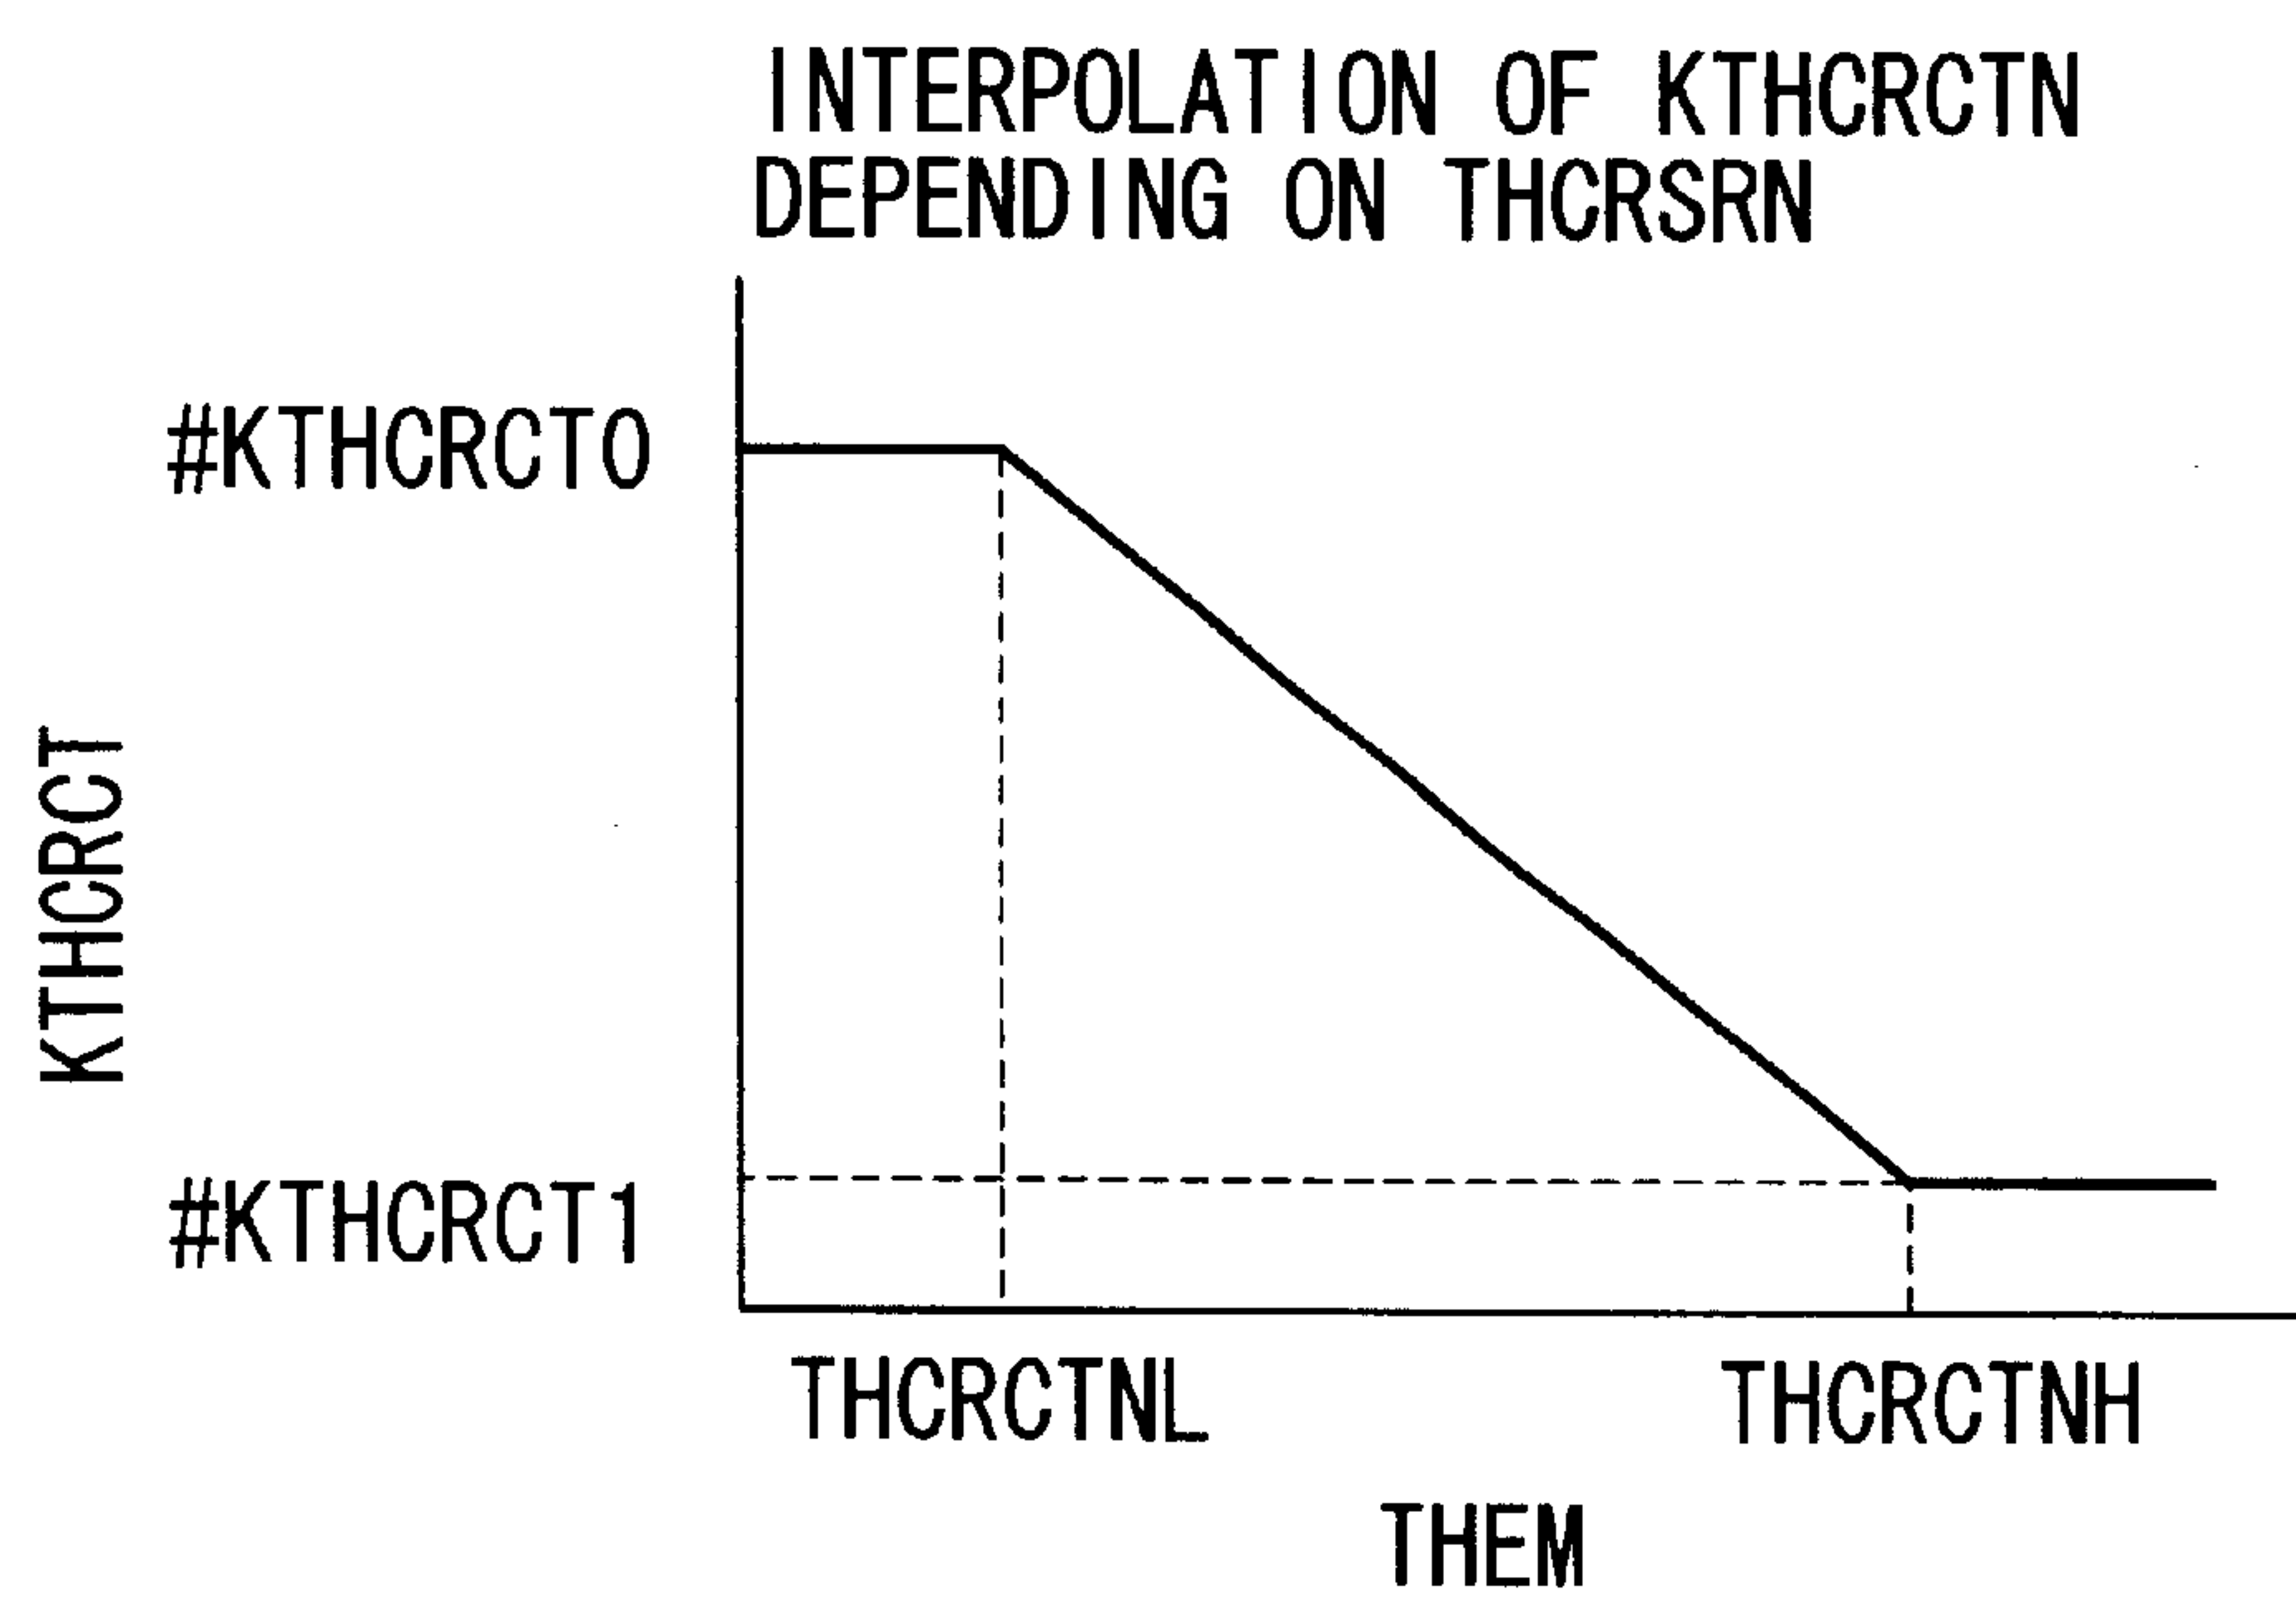 INTERPOLATION OF KTHCRCTN
DEPENDING ON THCRSRN
#KTHCRCT0
KTHCRCT
#KTHCRCT1
THCRCTNL
THCRCTNH
THEM